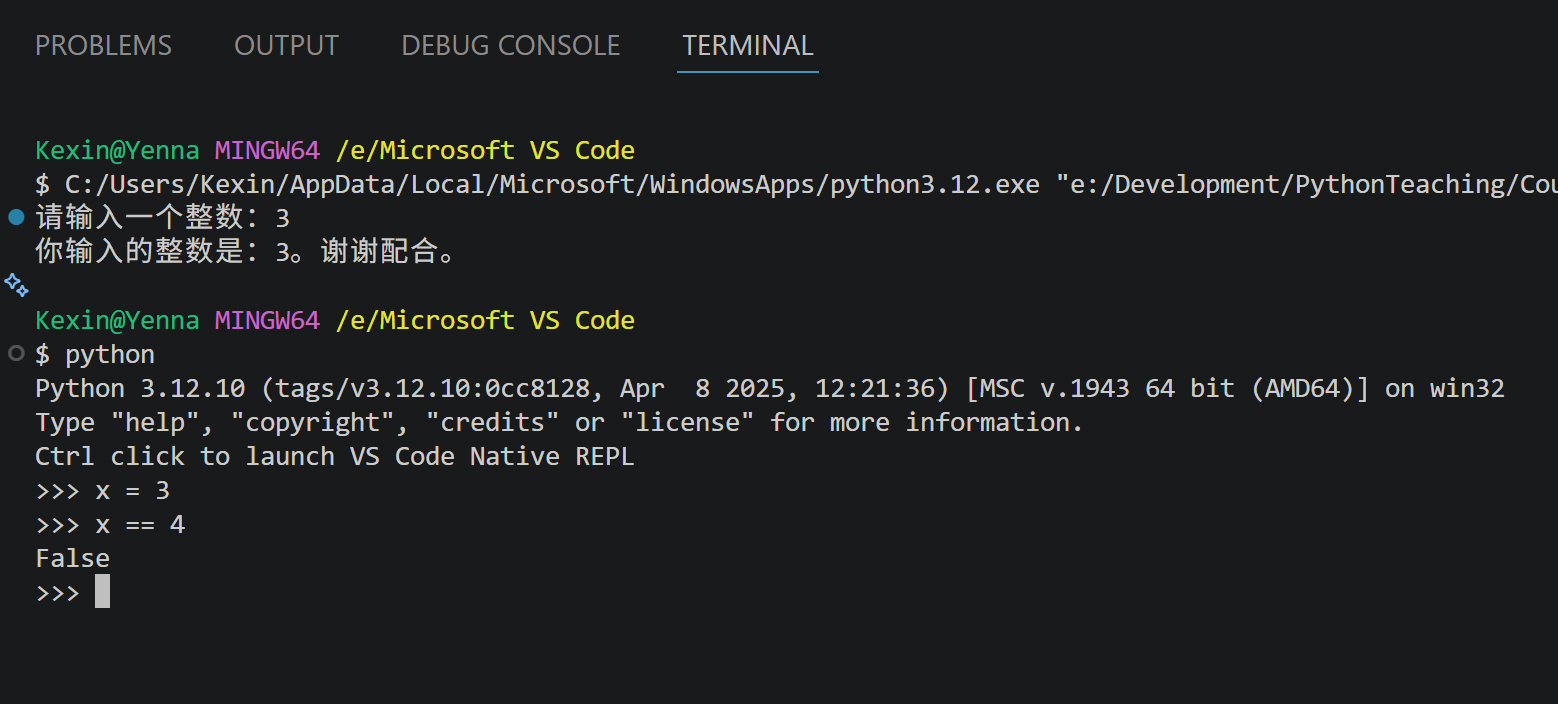 PROBLEMS OUTPUT DEBUG CONSOLE TERMINAL
Kexin@Yenna MINGW64 /e/Microsoft VS Code
$ C:/Users/Kexin/AppData/Local/Microsoft/WindowsApps/python3.12.exe "e:/Development/PythonTeaching/Cou
请输入一个整数：3
你输入的整数是：3。谢谢配合。
Kexin@Yenna MINGW64 /e/Microsoft VS Code
$ python
Python 3.12.10 (tags/v3.12.10:0cc8128, Apr  8 2025, 12:21:36) [MSC v.1943 64 bit (AMD64)] on win32
Type "help", "copyright", "credits" or "license" for more information.
Ctrl click to launch VS Code Native REPL
>>> x = 3
>>> x == 4
False
>>>